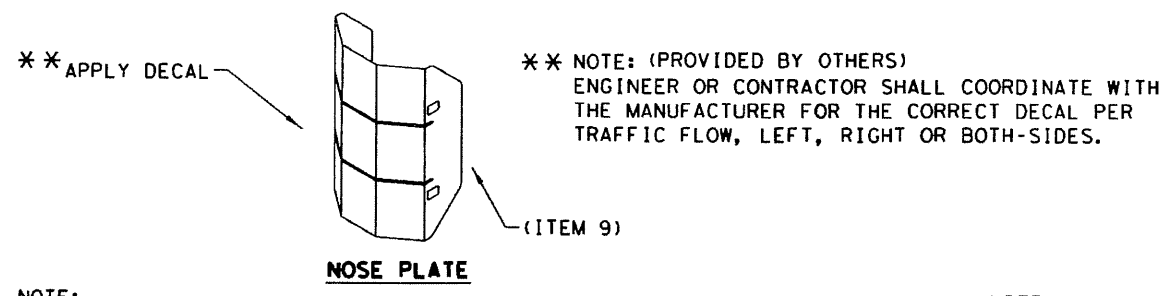 ** APPLY DECAL
** NOTE: (PROVIDED BY OTHERS)
ENGINEER OR CONTRACTOR SHALL COORDINATE WITH
THE MANUFACTURER FOR THE CORRECT DECAL PER
TRAFFIC FLOW, LEFT, RIGHT OR BOTH-SIDES.
(ITEM 9)
NOSE PLATE
NOTE: